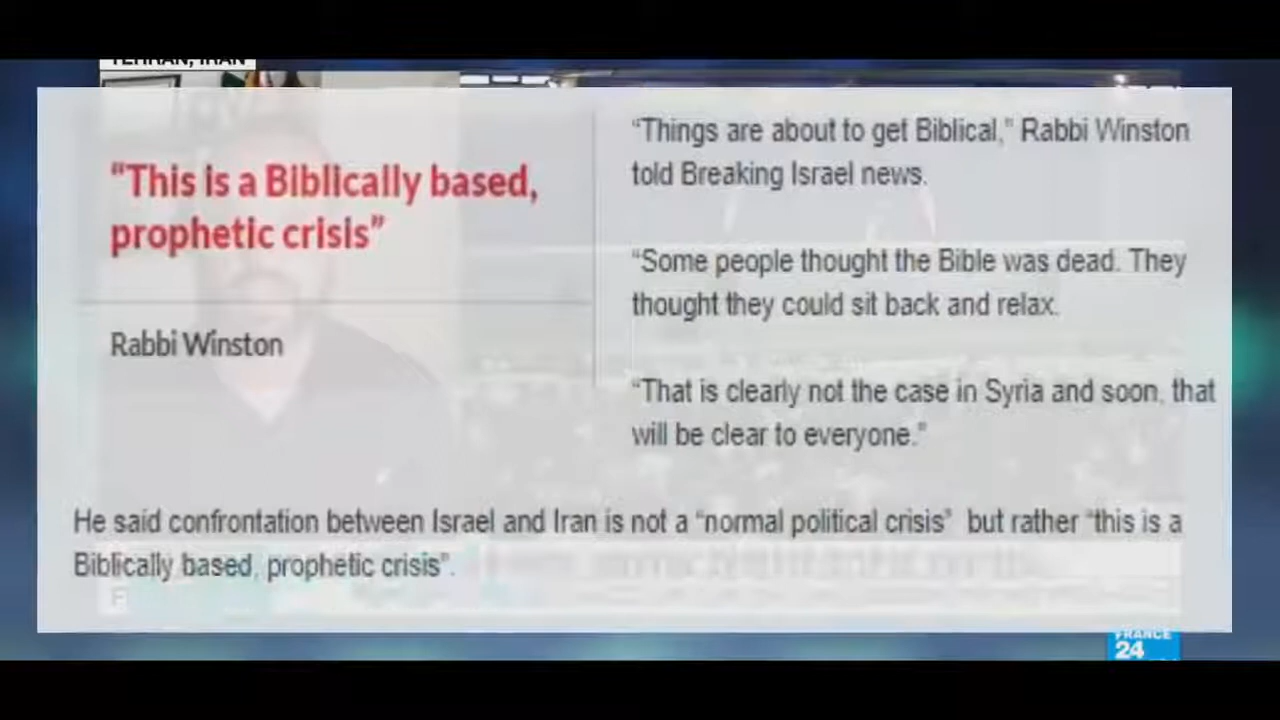 TEHRAN, IRAN
“This is a Biblically based,
prophetic crisis”
Rabbi Winston
“Things are about to get Biblical,” Rabbi Winston
told Breaking Israel news.
“Some people thought the Bible was dead. They
thought they could sit back and relax.
“That is clearly not the case in Syria and soon, that
will be clear to everyone.”
He said confrontation between Israel and Iran is not a “normal political crisis” but rather “this is a
Biblically based, prophetic crisis”.
FRANCE
24